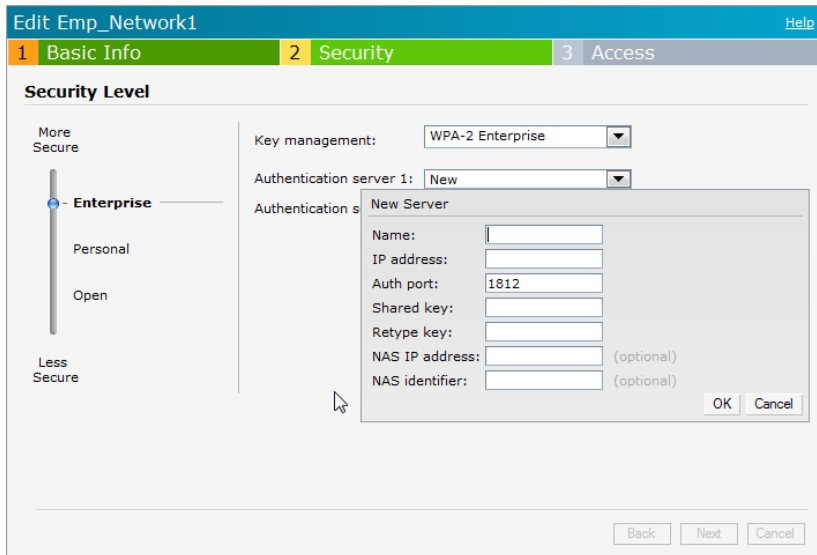 Edit Emp_Network1 Help
1 Basic Info 2 Security 3 Access
Security Level
More
Secure
Enterprise
Personal
Open
Less
Secure
Key management: WPA-2 Enterprise
Authentication server 1: New
Authentication s
New Server
Name:
IP address:
Auth port: 1812
Shared key:
Retype key:
NAS IP address: (optional)
NAS identifier: (optional)
OK Cancel
Back Next Cancel